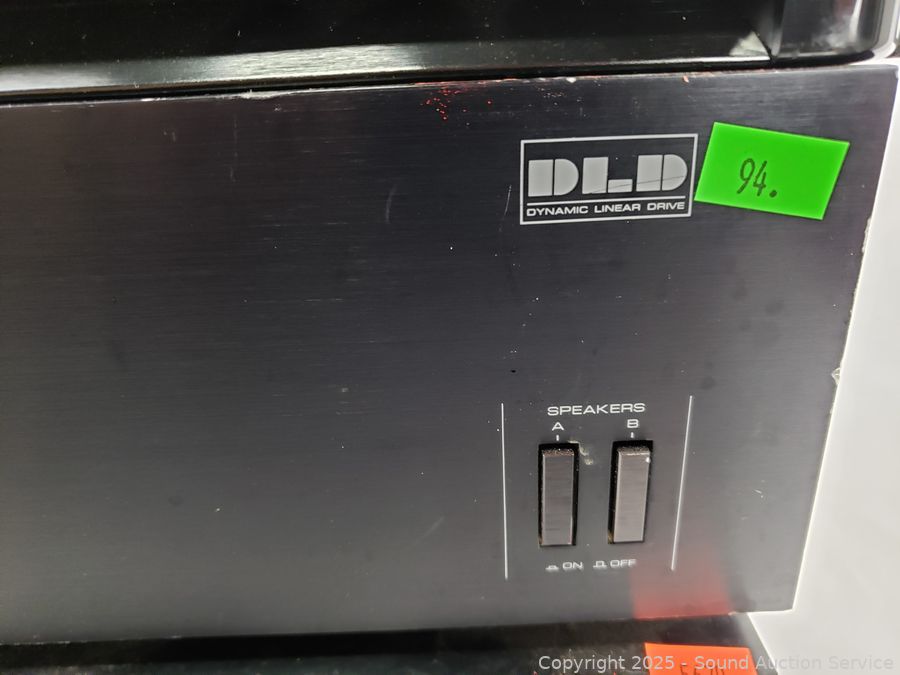 DLD
DYNAMIC LINEAR DRIVE
94.
SPEAKERS
A B
ON OFF
Copyright © 2025 - Sound Auction Service